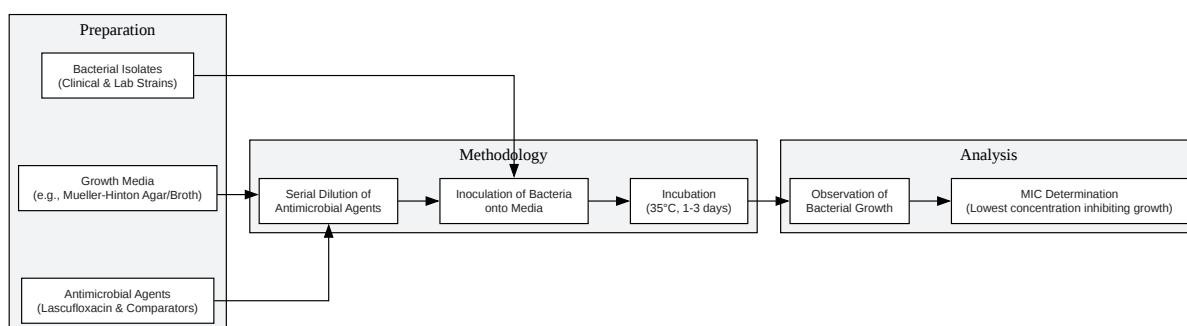 Preparation
Bacterial Isolates
(Clinical & Lab Strains)
Growth Media
(e.g., Mueller-Hinton Agar/Broth)
Antimicrobial Agents
(Lascufloxacin & Comparators)
Methodology
Serial Dilution of
Antimicrobial Agents
Inoculation of Bacteria
onto Media
Incubation
(35°C, 1-3 days)
Analysis
Observation of
Bacterial Growth
MIC Determination
(Lowest concentration inhibiting growth)